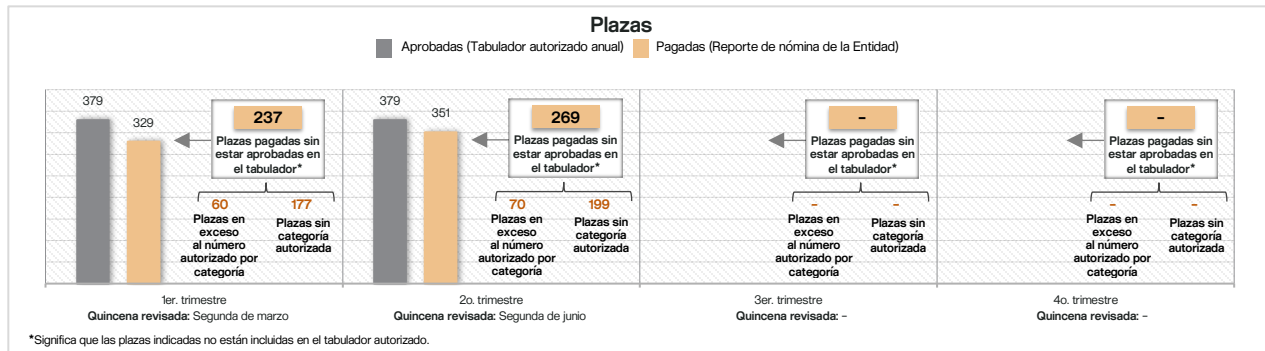 Plazas
Aprobadas (Tabulador autorizado anual) Pagadas (Reporte de nómina de la Entidad)
379
329
237
Plazas pagadas sin
estar aprobadas en
el tabulador*
60
Plazas en
exceso
al número
autorizado por
categoría
177
Plazas sin
categoría
autorizada
1er. trimestre
Quincena revisada: Segunda de marzo
379
351
269
Plazas pagadas sin
estar aprobadas en
el tabulador*
70
Plazas en
exceso
al número
autorizado por
categoría
199
Plazas sin
categoría
autorizada
2o. trimestre
Quincena revisada: Segunda de junio
-
Plazas pagadas sin
estar aprobadas en
el tabulador*
-
Plazas en
exceso
al número
autorizado por
categoría
-
Plazas sin
categoría
autorizada
3er. trimestre
Quincena revisada: -
-
Plazas pagadas sin
estar aprobadas en
el tabulador*
-
Plazas en
exceso
al número
autorizado por
categoría
-
Plazas sin
categoría
autorizada
4o. trimestre
Quincena revisada: -
*Significa que las plazas indicadas no están incluidas en el tabulador autorizado.